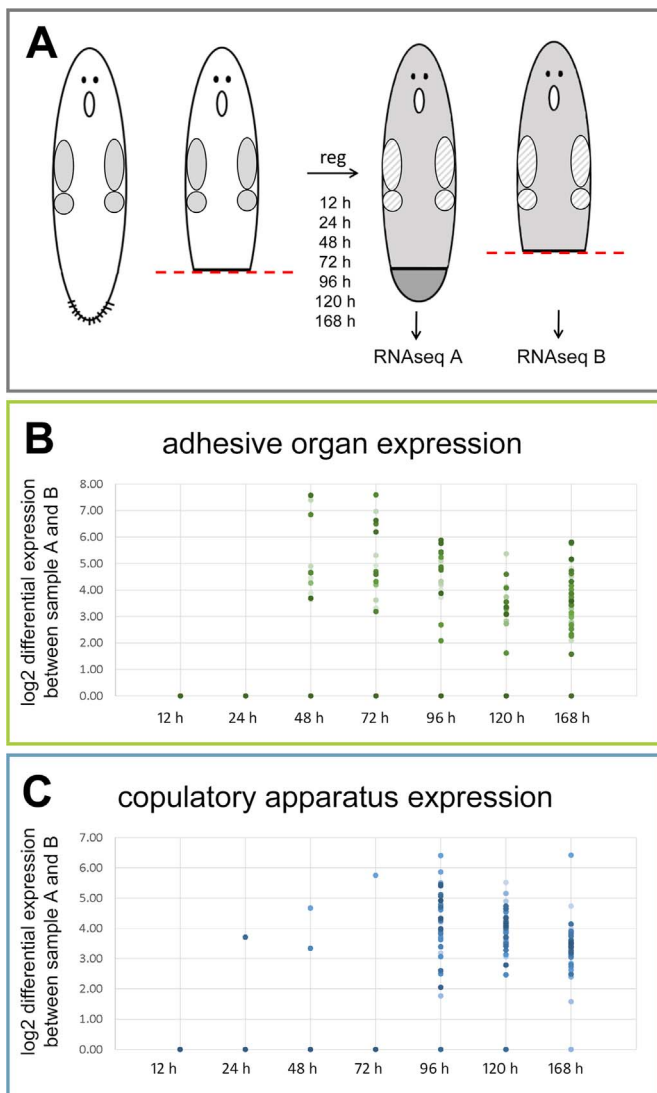 A
reg
12 h
24 h
48 h
72 h
96 h
120 h
168 h
RNAseq A
RNAseq B
B
adhesive organ expression
log2 differential expression
between sample A and B
8.00
7.00
6.00
5.00
4.00
3.00
2.00
1.00
0.00
12 h 24 h 48 h 72 h 96 h 120 h 168 h
C
copulatory apparatus expression
log2 differential expression
between sample A and B
7.00
6.00
5.00
4.00
3.00
2.00
1.00
0.00
12 h 24 h 48 h 72 h 96 h 120 h 168 h